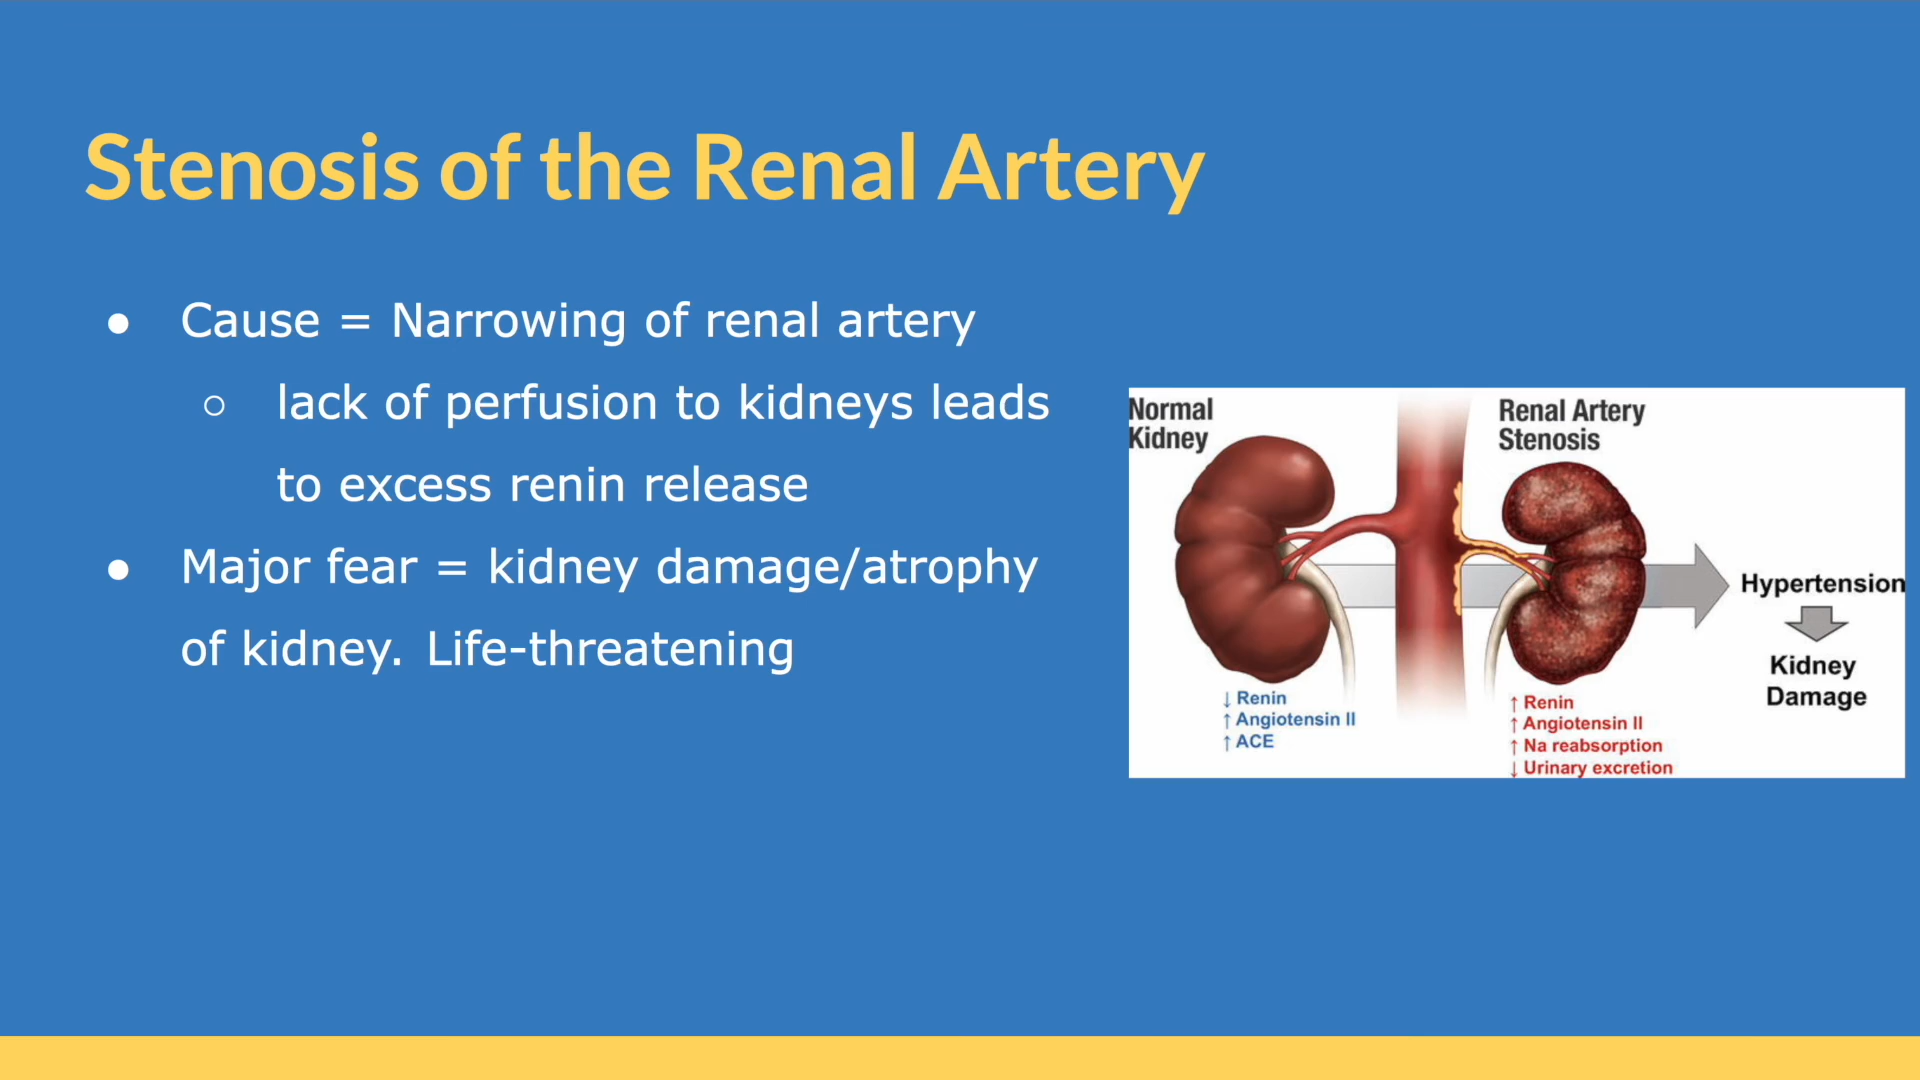 Stenosis of the Renal Artery
● Cause = Narrowing of renal artery
○ lack of perfusion to kidneys leads
to excess renin release
● Major fear = kidney damage/atrophy
of kidney. Life-threatening
Normal
Kidney
Renal Artery
Stenosis
Hypertension
Kidney
Damage
↓ Renin
↑ Angiotensin II
↑ ACE
↑ Renin
↑ Angiotensin II
↑ Na reabsorption
↓ Urinary excretion